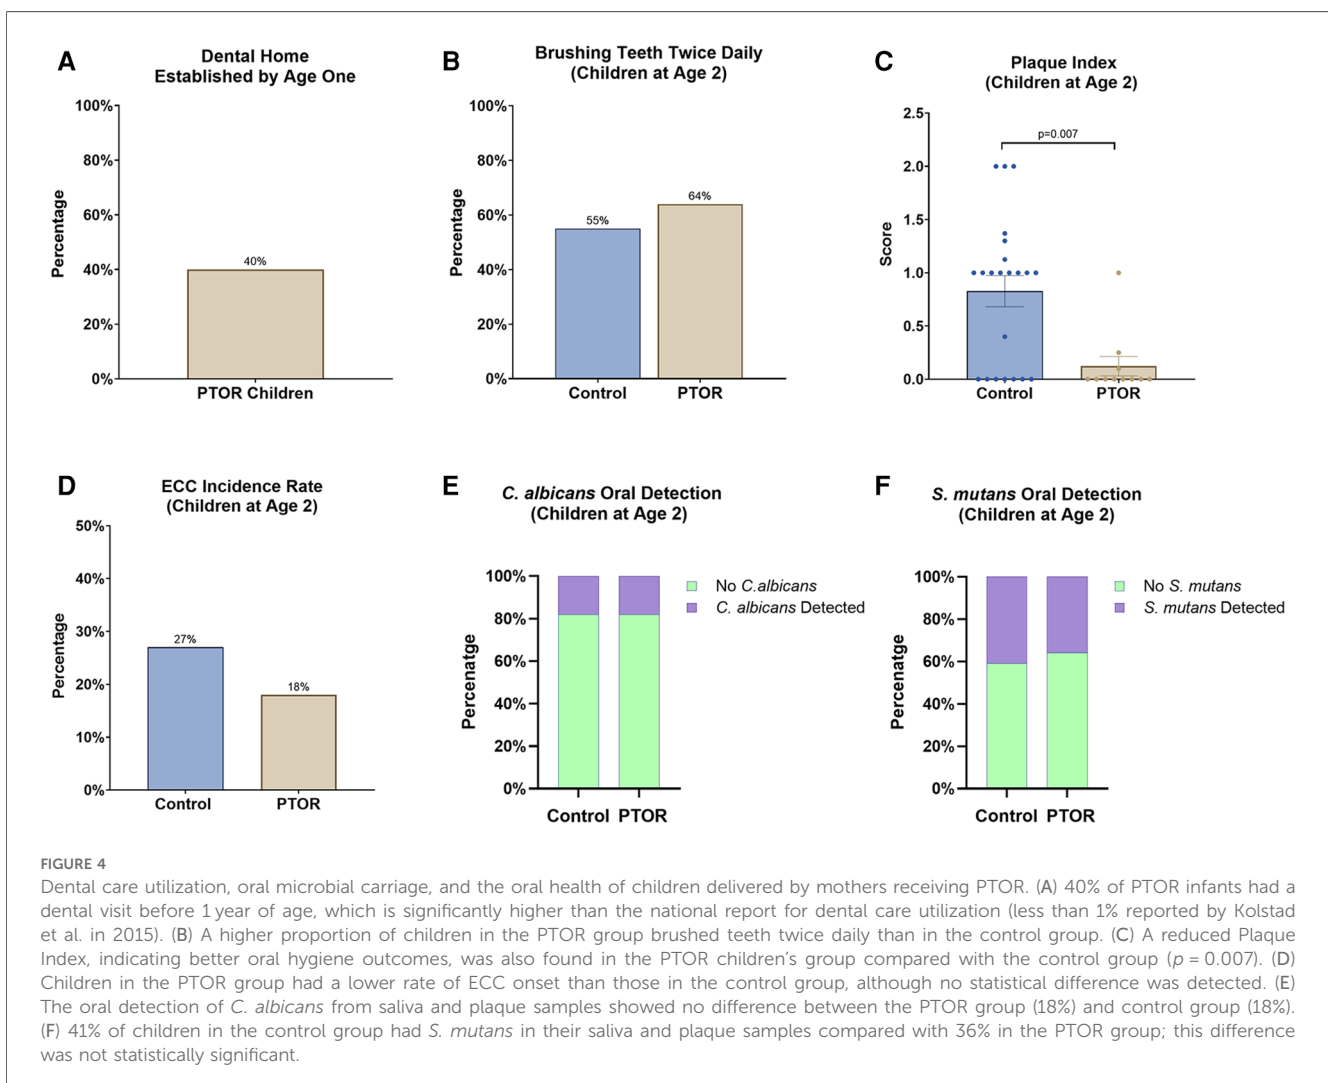 A
Dental Home
Established by Age One
100%
80%
60%
40%
20%
0%
Percentage
40%
PTOR Children
B
Brushing Teeth Twice Daily
(Children at Age 2)
100%
80%
60%
40%
20%
0%
Percentage
55%
64%
Control
PTOR
C
Plaque Index
(Children at Age 2)
2.5
2.0
1.5
1.0
0.5
0.0
Score
p=0.007
Control
PTOR
D
ECC Incidence Rate
(Children at Age 2)
50%
40%
30%
20%
10%
0%
Percentage
27%
18%
Control
PTOR
E
C. albicans Oral Detection
(Children at Age 2)
100%
80%
60%
40%
20%
0%
Percenatge
No C.albicans
C. albicans Detected
Control PTOR
F
S. mutans Oral Detection
(Children at Age 2)
100%
80%
60%
40%
20%
0%
Percenatge
No S. mutans
S. mutans Detected
Control PTOR
FIGURE 4
Dental care utilization, oral microbial carriage, and the oral health of children delivered by mothers receiving PTOR. (A) 40% of PTOR infants had a
dental visit before 1 year of age, which is significantly higher than the national report for dental care utilization (less than 1% reported by Kolstad
et al. in 2015). (B) A higher proportion of children in the PTOR group brushed teeth twice daily than in the control group. (C) A reduced Plaque
Index, indicating better oral hygiene outcomes, was also found in the PTOR children's group compared with the control group (p = 0.007). (D)
Children in the PTOR group had a lower rate of ECC onset than those in the control group, although no statistical difference was detected. (E)
The oral detection of C. albicans from saliva and plaque samples showed no difference between the PTOR group (18%) and control group (18%).
(F) 41% of children in the control group had S. mutans in their saliva and plaque samples compared with 36% in the PTOR group; this difference
was not statistically significant.